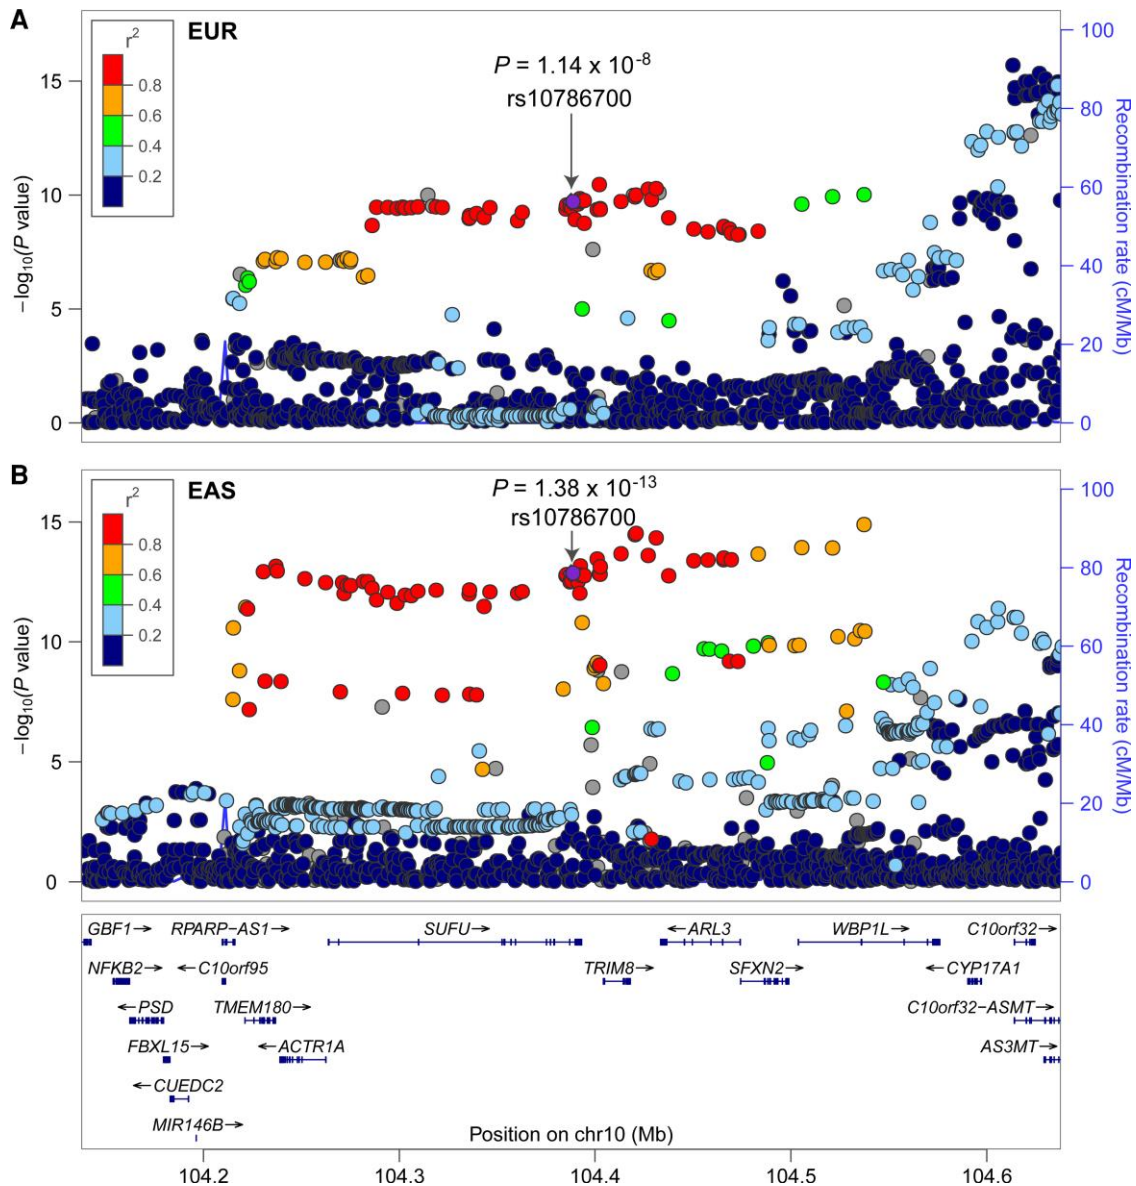 A
EUR
r2
0.8
0.6
0.4
0.2
P = 1.14 x 10-8
rs10786700
15
10
5
0
−log10(P value)
100
80
60
40
20
0
Recombination rate (cM/Mb)
B
EAS
r2
0.8
0.6
0.4
0.2
P = 1.38 x 10-13
rs10786700
15
10
5
0
−log10(P value)
100
80
60
40
20
0
Recombination rate (cM/Mb)
GBF1→ RPARP−AS1→ SUFU→ ←ARL3 WBP1L→ C10orf32→
NFKB2→ ←C10orf95 TRIM8→ SFXN2→ ←CYP17A1
←PSD TMEM180→ C10orf32−ASMT→
FBXL15→ ←ACTR1A AS3MT→
←CUEDC2
MIR146B→
Position on chr10 (Mb)
104.2 104.3 104.4 104.5 104.6